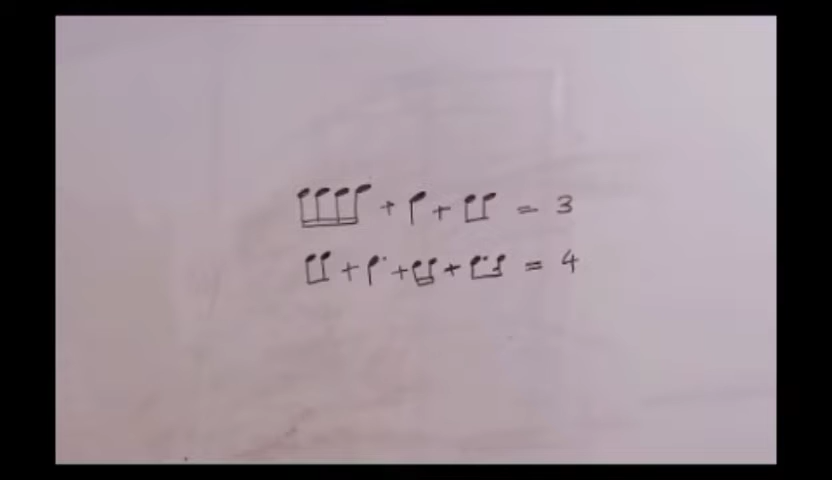 𝅘𝅥𝅯𝅘𝅥𝅯𝅘𝅥𝅯𝅘𝅥𝅯 + ♩ + ♫ = 3
♫ + ♩. + ♬ + ♪.𝅘𝅥𝅯 = 4